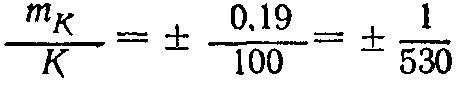 m_K / K = ± 0.19 / 100 = ± 1 / 530